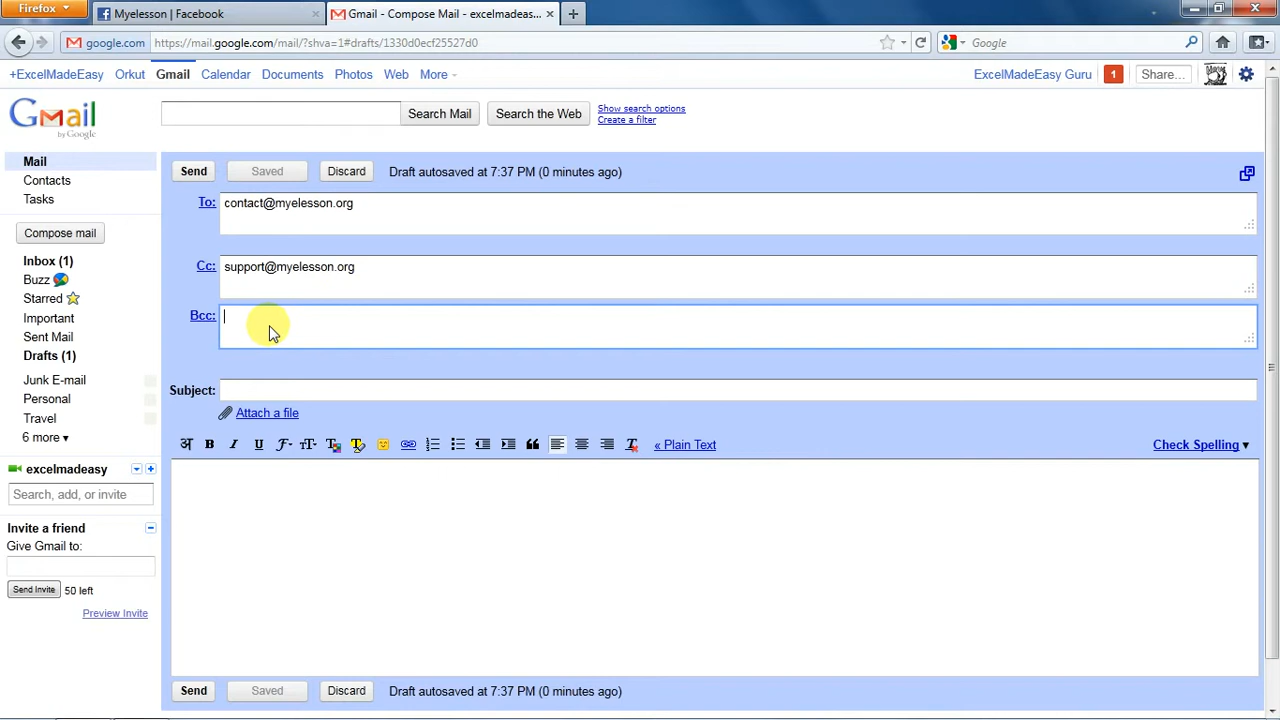 Firefox
Myelesson | Facebook
Gmail - Compose Mail - excelmadeeasy...
google.com
https://mail.google.com/mail/?shva=1#drafts/1330d0ecf25527d0
Google
+ExcelMadeEasy Orkut Gmail Calendar Documents Photos Web More
ExcelMadeEasy Guru 1 Share...
Gmail by Google
Search Mail
Search the Web
Show search options
Create a filter
Mail
Contacts
Tasks
Compose mail
Inbox (1)
Buzz
Starred
Important
Sent Mail
Drafts (1)
Junk E-mail
Personal
Travel
6 more ▾
excelmadeeasy
Search, add, or invite
Invite a friend
Give Gmail to:
Send Invite 50 left
Preview Invite
Send Saved Discard Draft autosaved at 7:37 PM (0 minutes ago)
To: contact@myelesson.org
Cc: support@myelesson.org
Bcc:
Subject:
Attach a file
अ B I U « Plain Text Check Spelling ▾
Send Saved Discard Draft autosaved at 7:37 PM (0 minutes ago)